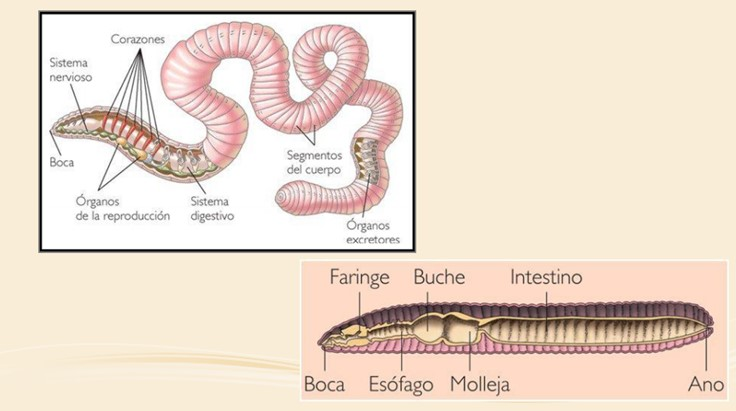 Corazones
Sistema
nervioso
Boca
Órganos
de la reproducción
Sistema
digestivo
Segmentos
del cuerpo
Órganos
excretores
Faringe Buche Intestino
Boca Esófago Molleja Ano